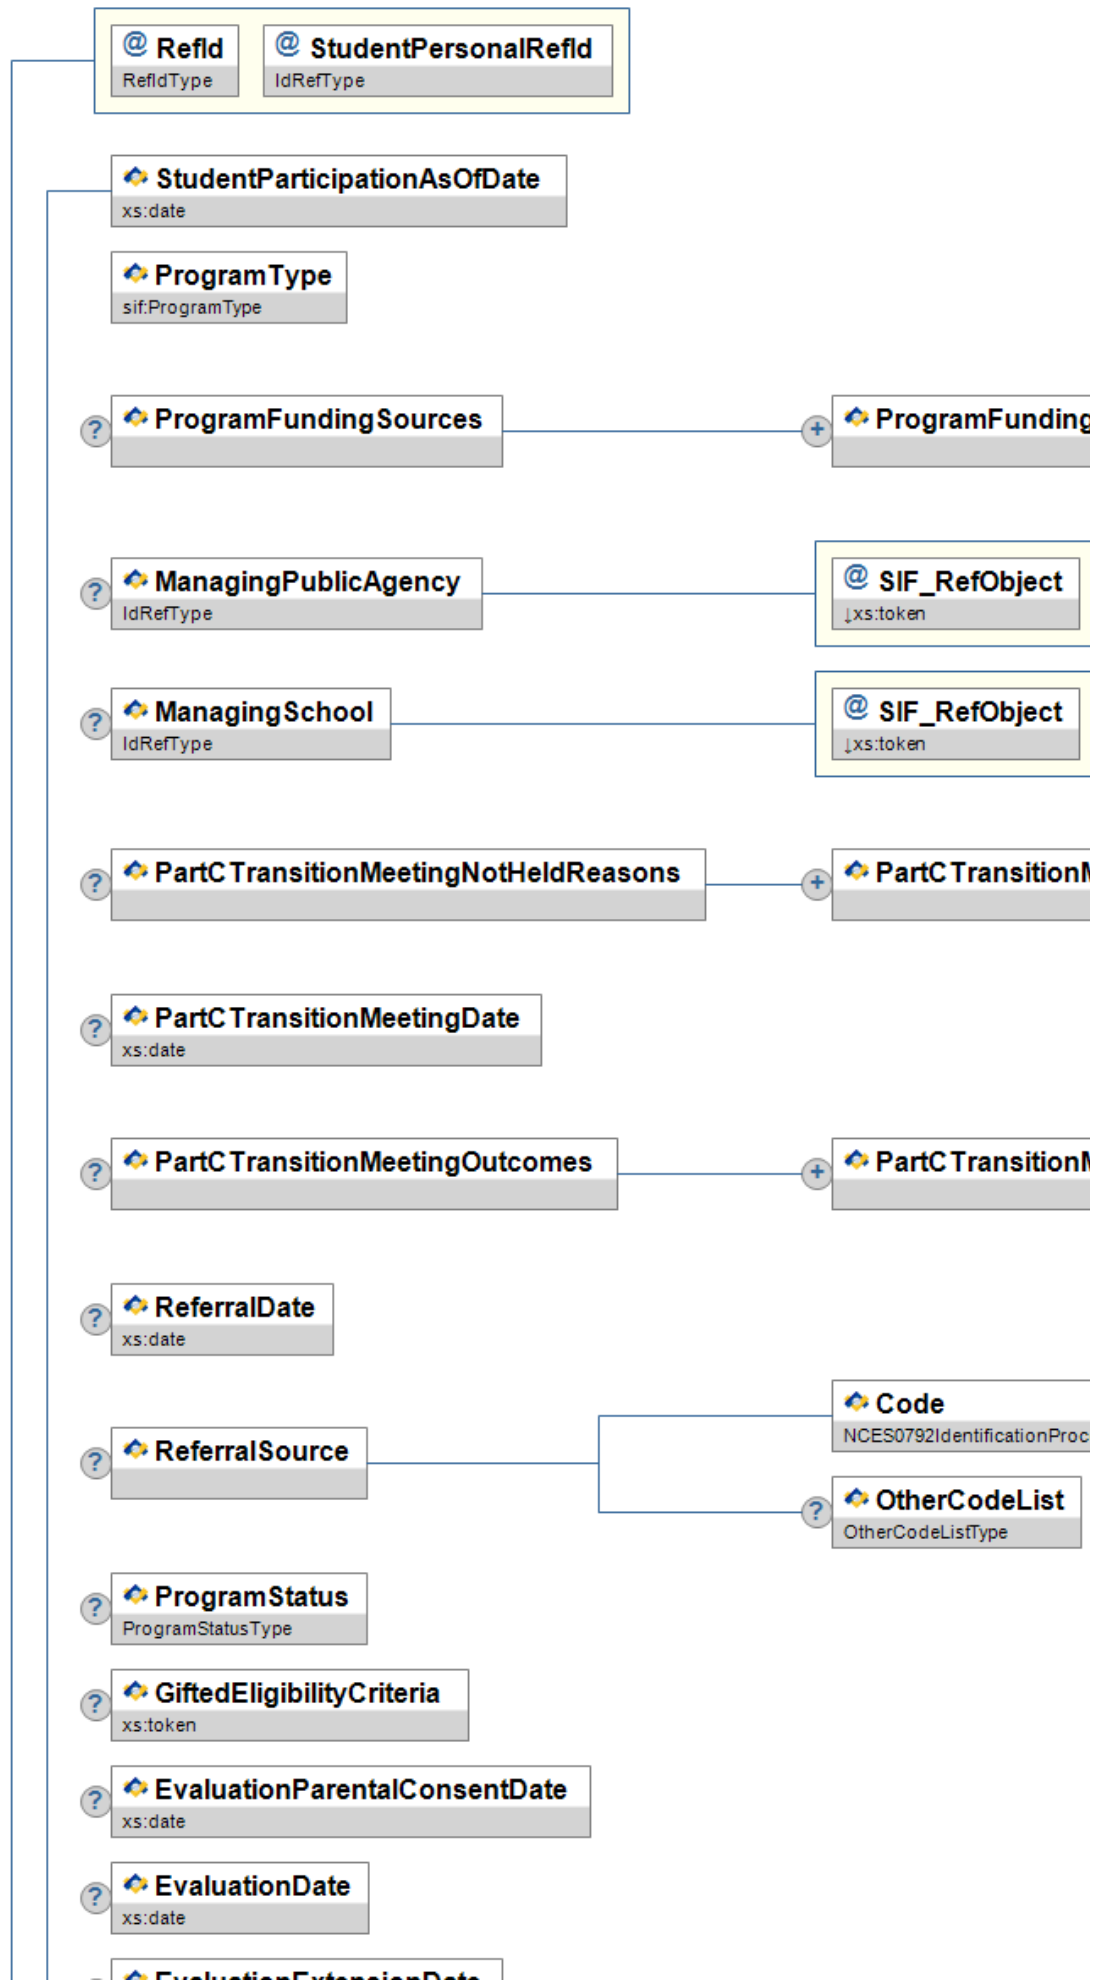 @ RefId @ StudentPersonalRefId
RefIdType IdRefType
StudentParticipationAsOfDate
xs:date
ProgramType
sif:ProgramType
? ProgramFundingSources + ProgramFunding
? ManagingPublicAgency @ SIF_RefObject
IdRefType ↓xs:token
? ManagingSchool @ SIF_RefObject
IdRefType ↓xs:token
? PartCTransitionMeetingNotHeldReasons + PartCTransition
? PartCTransitionMeetingDate
xs:date
? PartCTransitionMeetingOutcomes + PartCTransition
? ReferralDate
xs:date
Code
NCES0792IdentificationProc
? ReferralSource
? OtherCodeList
OtherCodeListType
? ProgramStatus
ProgramStatusType
? GiftedEligibilityCriteria
xs:token
? EvaluationParentalConsentDate
xs:date
? EvaluationDate
xs:date
EvaluationExtensionDate